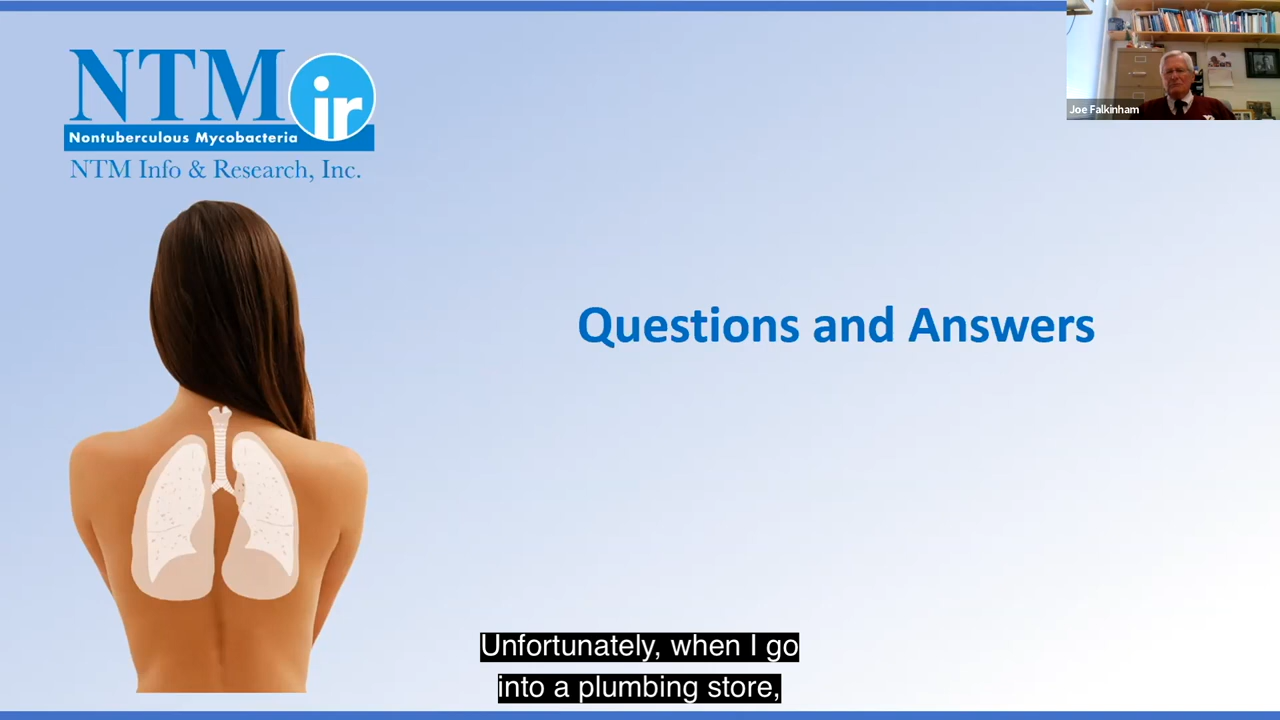 NTM
ir
Nontuberculous Mycobacteria
NTM Info & Research, Inc.
Joe Falkinham
Questions and Answers
Unfortunately, when I go
into a plumbing store,